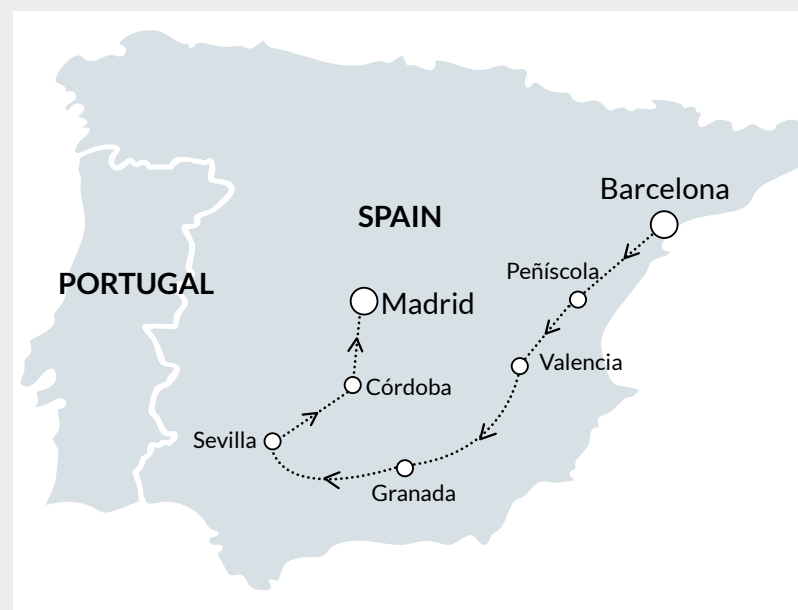 Barcelona
SPAIN
Peñíscola
PORTUGAL
Madrid
Valencia
Córdoba
Sevilla
Granada